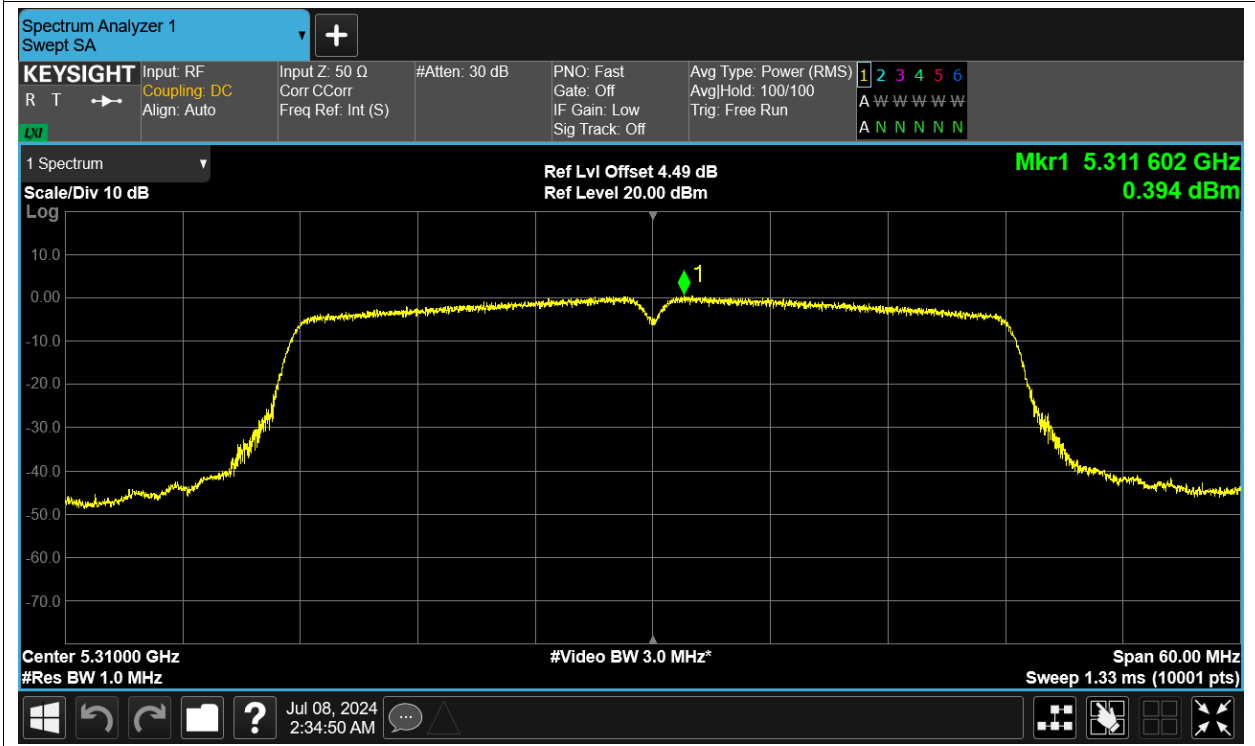 Spectrum Analyzer 1
Swept SA
+
KEYSIGHT
R T
LXI
Input: RF
Coupling: DC
Align: Auto
Input Z: 50 Ω
Corr CCorr
Freq Ref: Int (S)
#Atten: 30 dB
PNO: Fast
Gate: Off
IF Gain: Low
Sig Track: Off
Avg Type: Power (RMS)
Avg|Hold: 100/100
Trig: Free Run
1 2 3 4 5 6
A W W W W W
A N N N N N
1 Spectrum
Scale/Div 10 dB
Log
Ref Lvl Offset 4.49 dB
Ref Level 20.00 dBm
Mkr1 5.311 602 GHz
0.394 dBm
1
10.0
0.00
-10.0
-20.0
-30.0
-40.0
-50.0
-60.0
-70.0
Center 5.31000 GHz
#Res BW 1.0 MHz
#Video BW 3.0 MHz*
Span 60.00 MHz
Sweep 1.33 ms (10001 pts)
?
Jul 08, 2024
2:34:50 AM